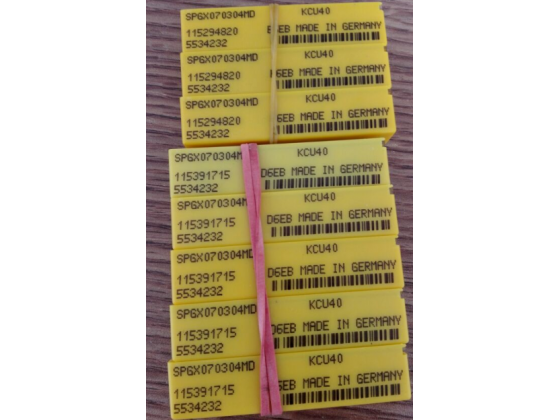 SPGX070304MD KCU40
115294820 6EB MADE IN GERMANY
5534232
SPGX070304MD KCU40
115294820 D6EB MADE IN GERMANY
5534232
SPGX070304MD KCU40
115294820 D6EB MADE IN GERMANY
5534232
SPGX070304M KCU40
115391715 D6EB MADE IN GERMANY
5534232
SPGX070304MD KCU40
115391715 D6EB MADE IN GERMANY
5534232
SPGX070304MD KCU40
115391715 D6EB MADE IN GERMANY
5534232
SPGX070304MD KCU40
115391715 D6EB MADE IN GERMANY
5534232
SPGX070304MD KCU40
115391715 6EB MADE IN GERMANY
5534232